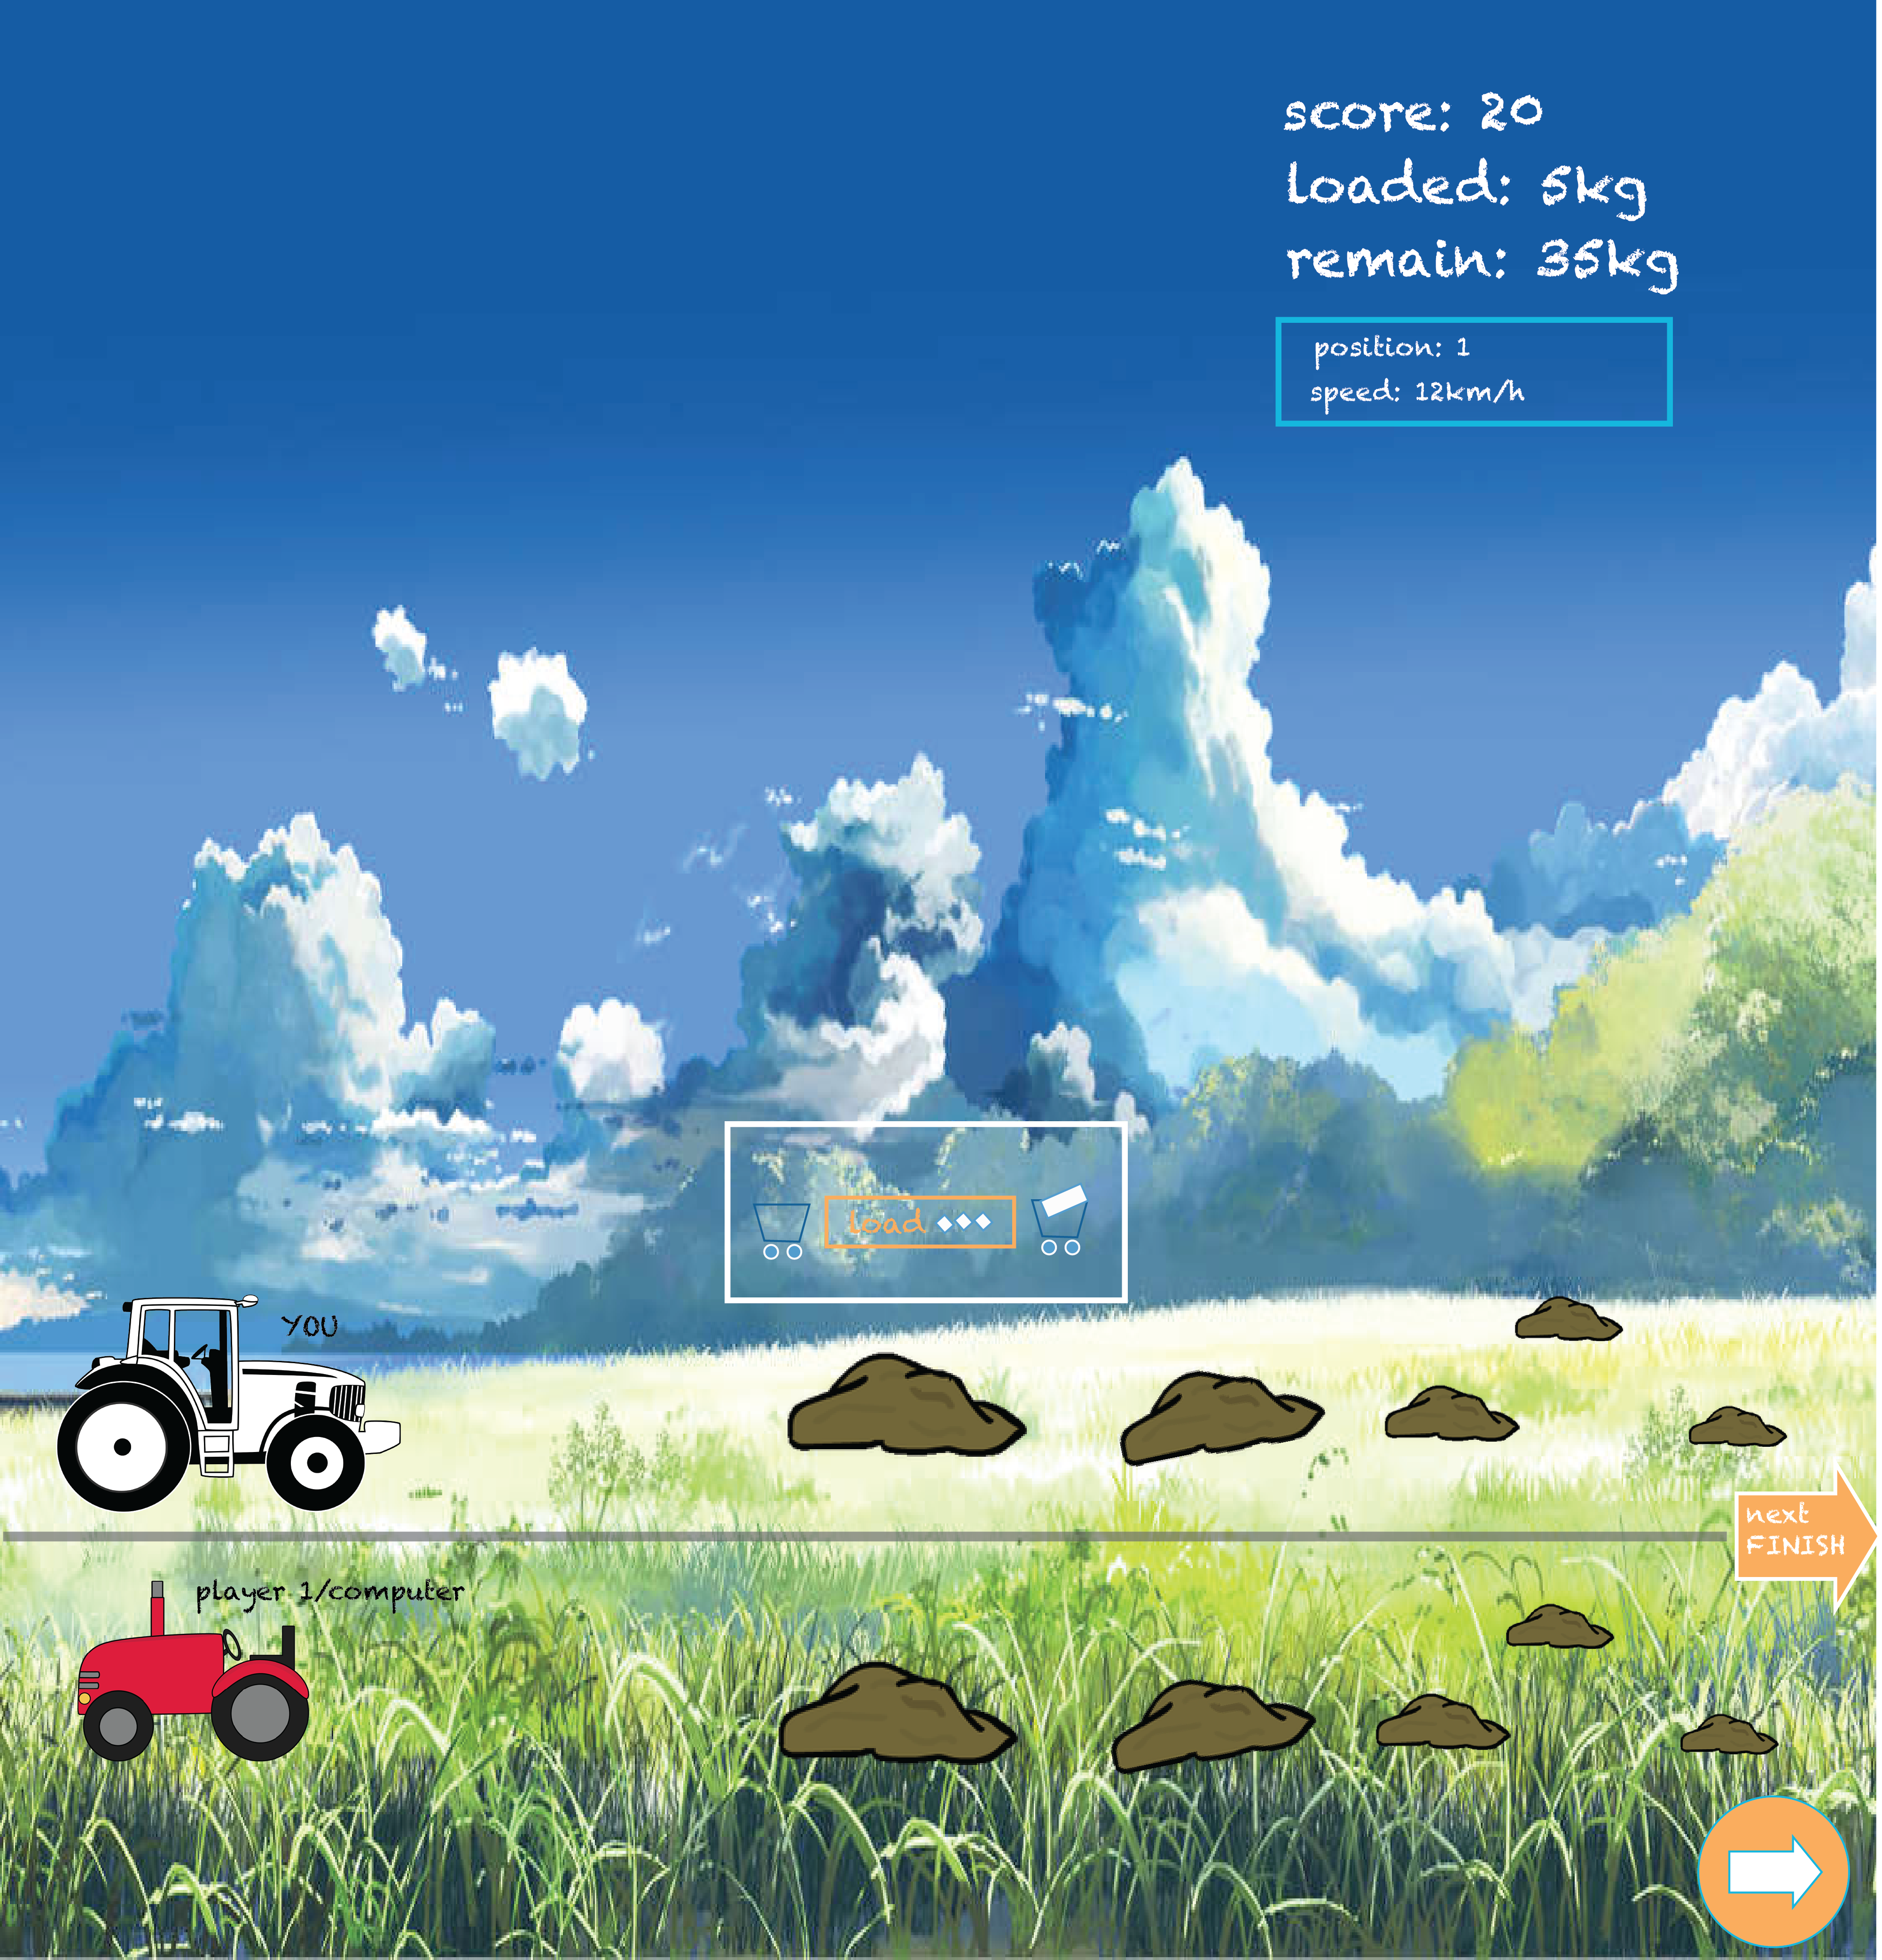 score: 20
loaded: 5kg
remain: 35kg
position: 1
speed: 12km/h
load
YOU
next
FINISH
player 1/computer